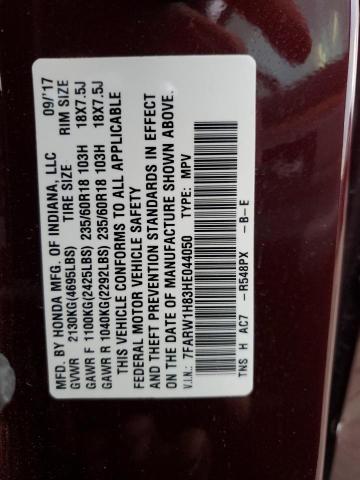 MFD. BY HONDA MFG. OF INDIANA, LLC 09/'17
GVWR 2130KG(4695LBS) TIRE SIZE RIM SIZE
GAWR F 1100KG(2425LBS) 235/60R18 103H 18X7.5J
GAWR R 1040KG(2292LBS) 235/60R18 103H 18X7.5J
THIS VEHICLE CONFORMS TO ALL APPLICABLE
FEDERAL MOTOR VEHICLE SAFETY
AND THEFT PREVENTION STANDARDS IN EFFECT
ON THE DATE OF MANUFACTURE SHOWN ABOVE.
V.I.N.: 7FARW1H83HE044050 TYPE: MPV
TNS H AC7 -R548PX -B-E